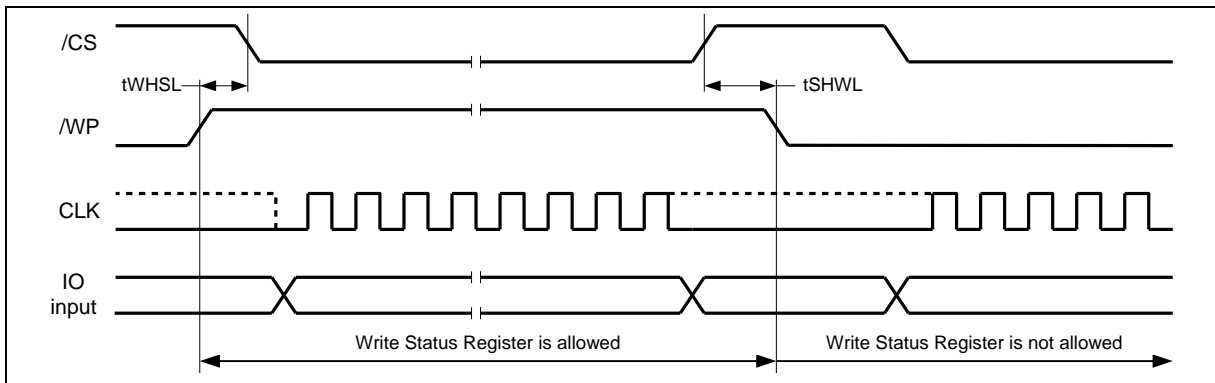 /CS
tWHSL
tSHWL
/WP
CLK
IO
input
Write Status Register is allowed
Write Status Register is not allowed